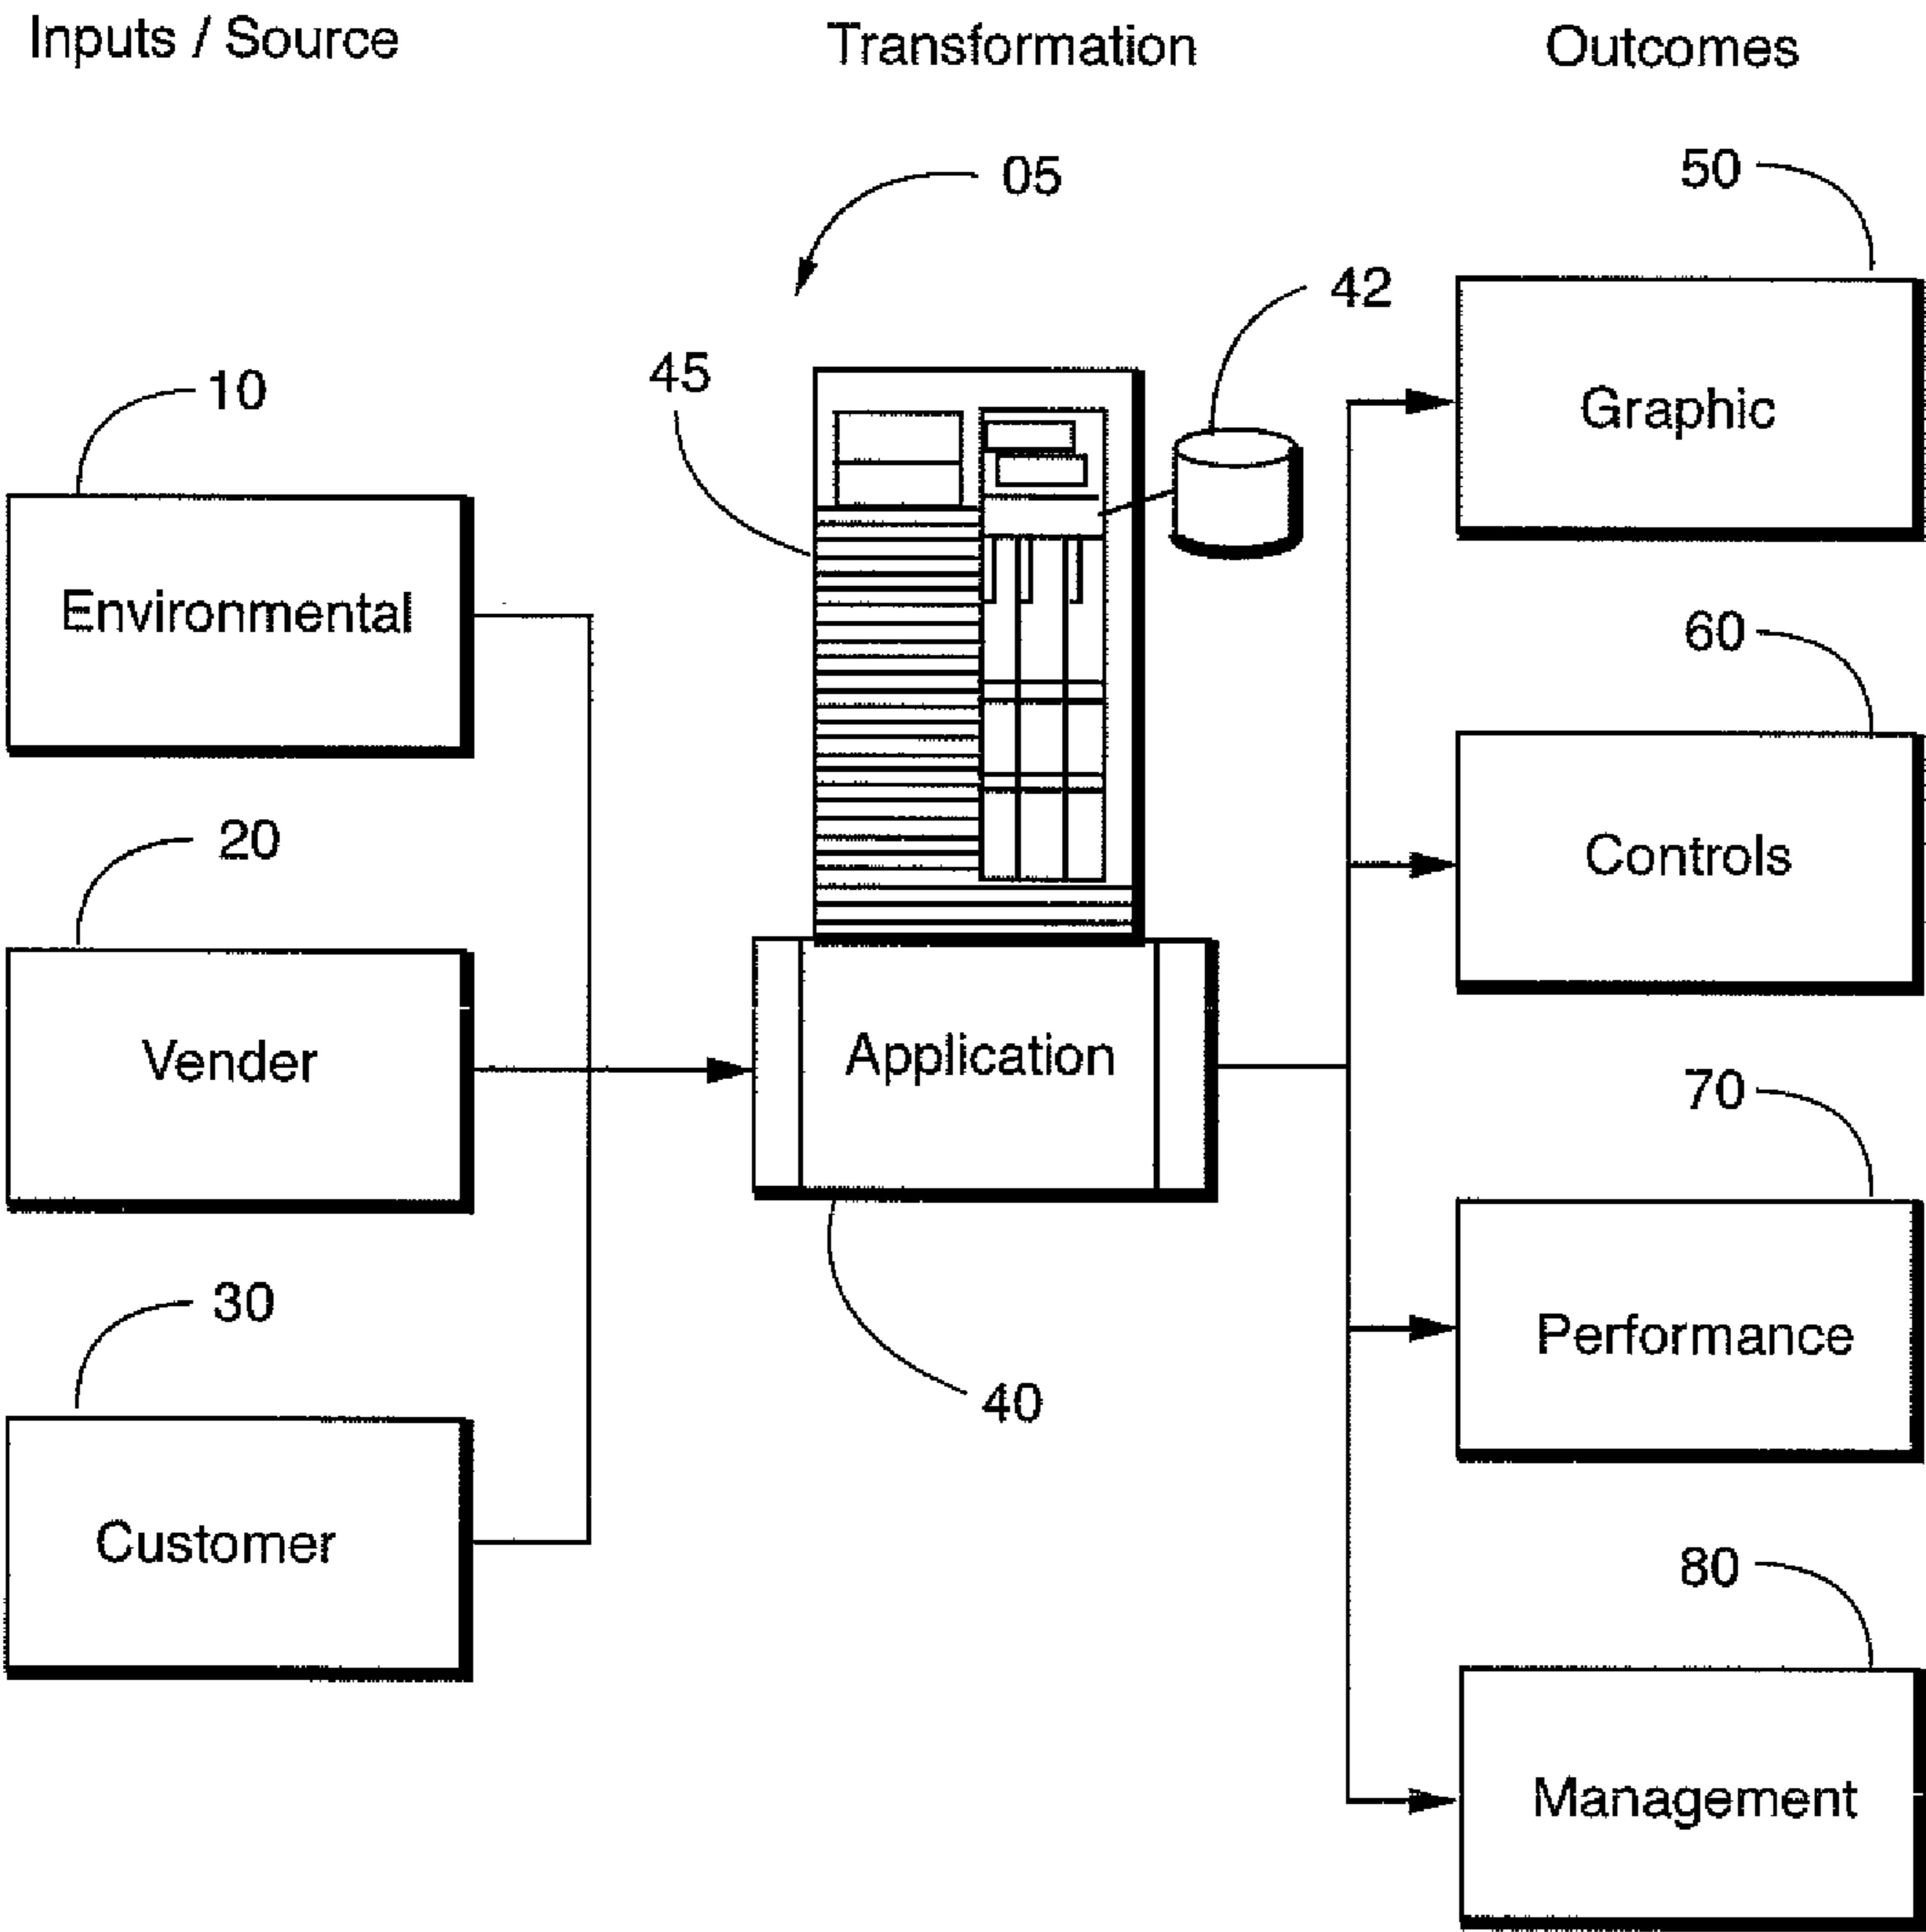 Inputs / Source
Transformation
Outcomes
05
50
42
45
10
Graphic
Environmental
60
Controls
20
Vender
Application
70
30
Performance
40
Customer
80
Management